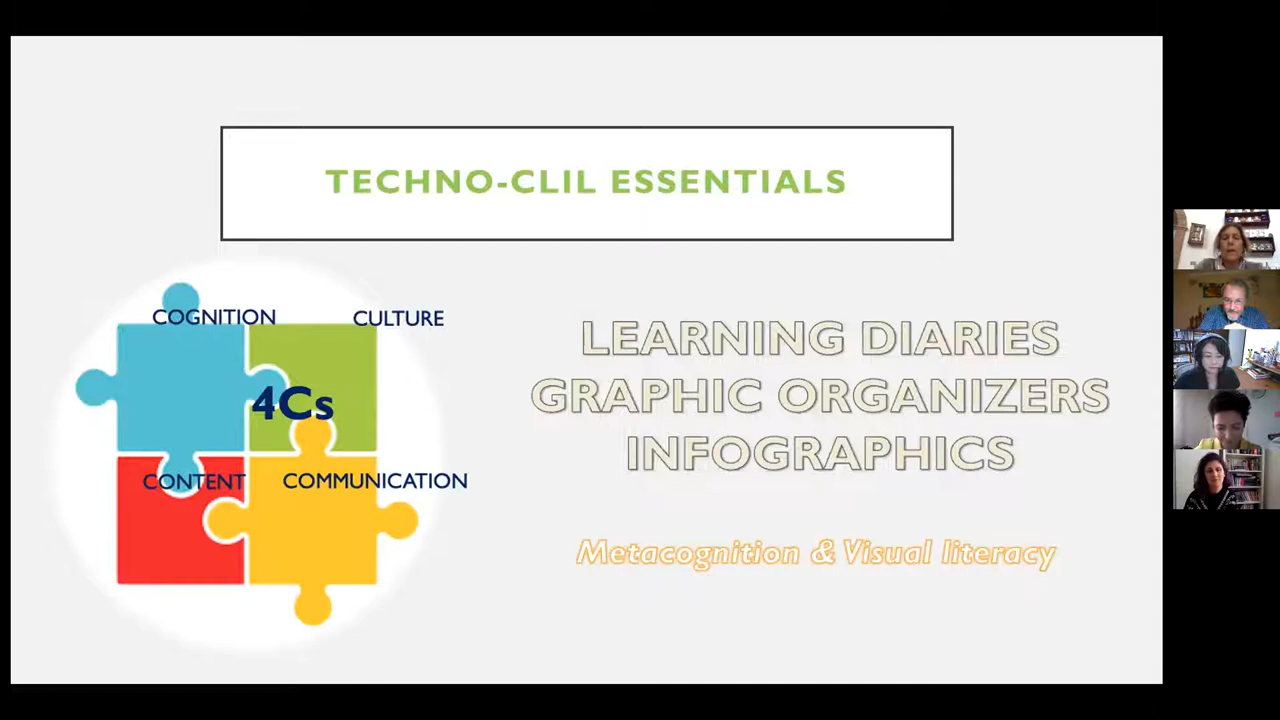 TECHNO-CLIL ESSENTIALS
COGNITION
CULTURE
4Cs
CONTENT
COMMUNICATION
LEARNING DIARIES
GRAPHIC ORGANIZERS
INFOGRAPHICS
Metacognition & Visual literacy